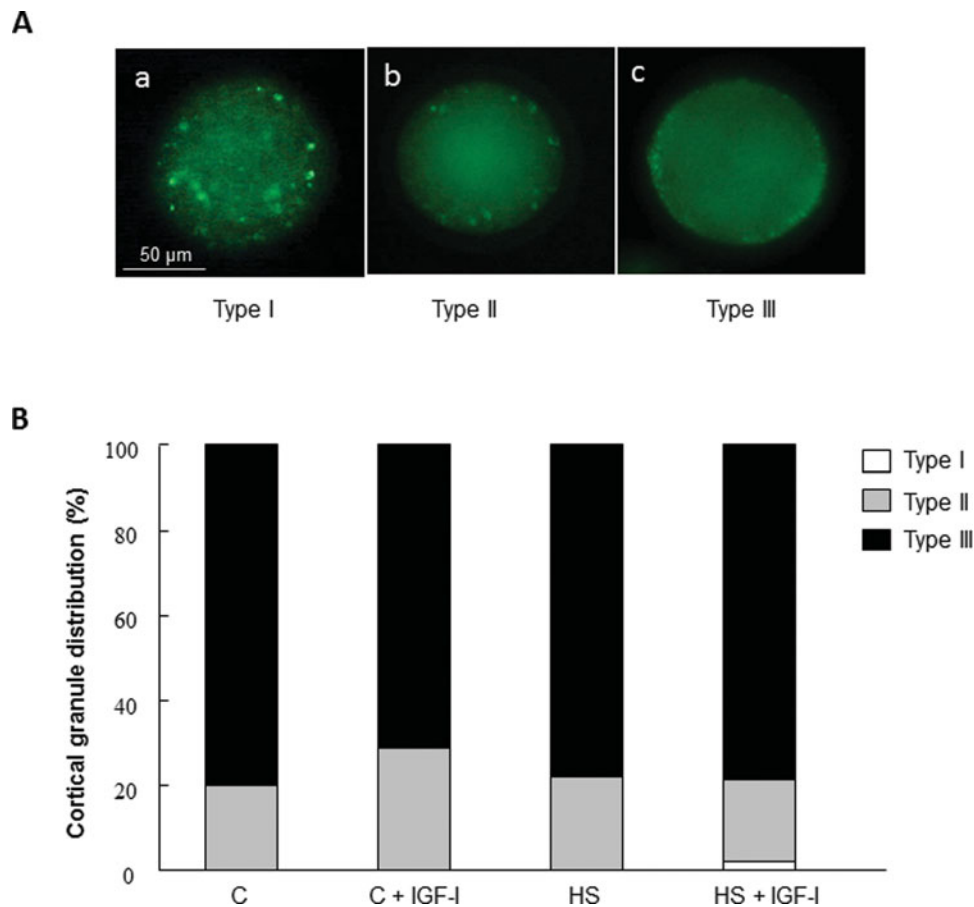 A
a b c
50 µm
Type Ⅰ Type Ⅱ Type Ⅲ
B
Cortical granule distribution (%)
100
80
60
40
20
0
C C + IGF-I HS HS + IGF-I
Type Ⅰ
Type Ⅱ
Type Ⅲ